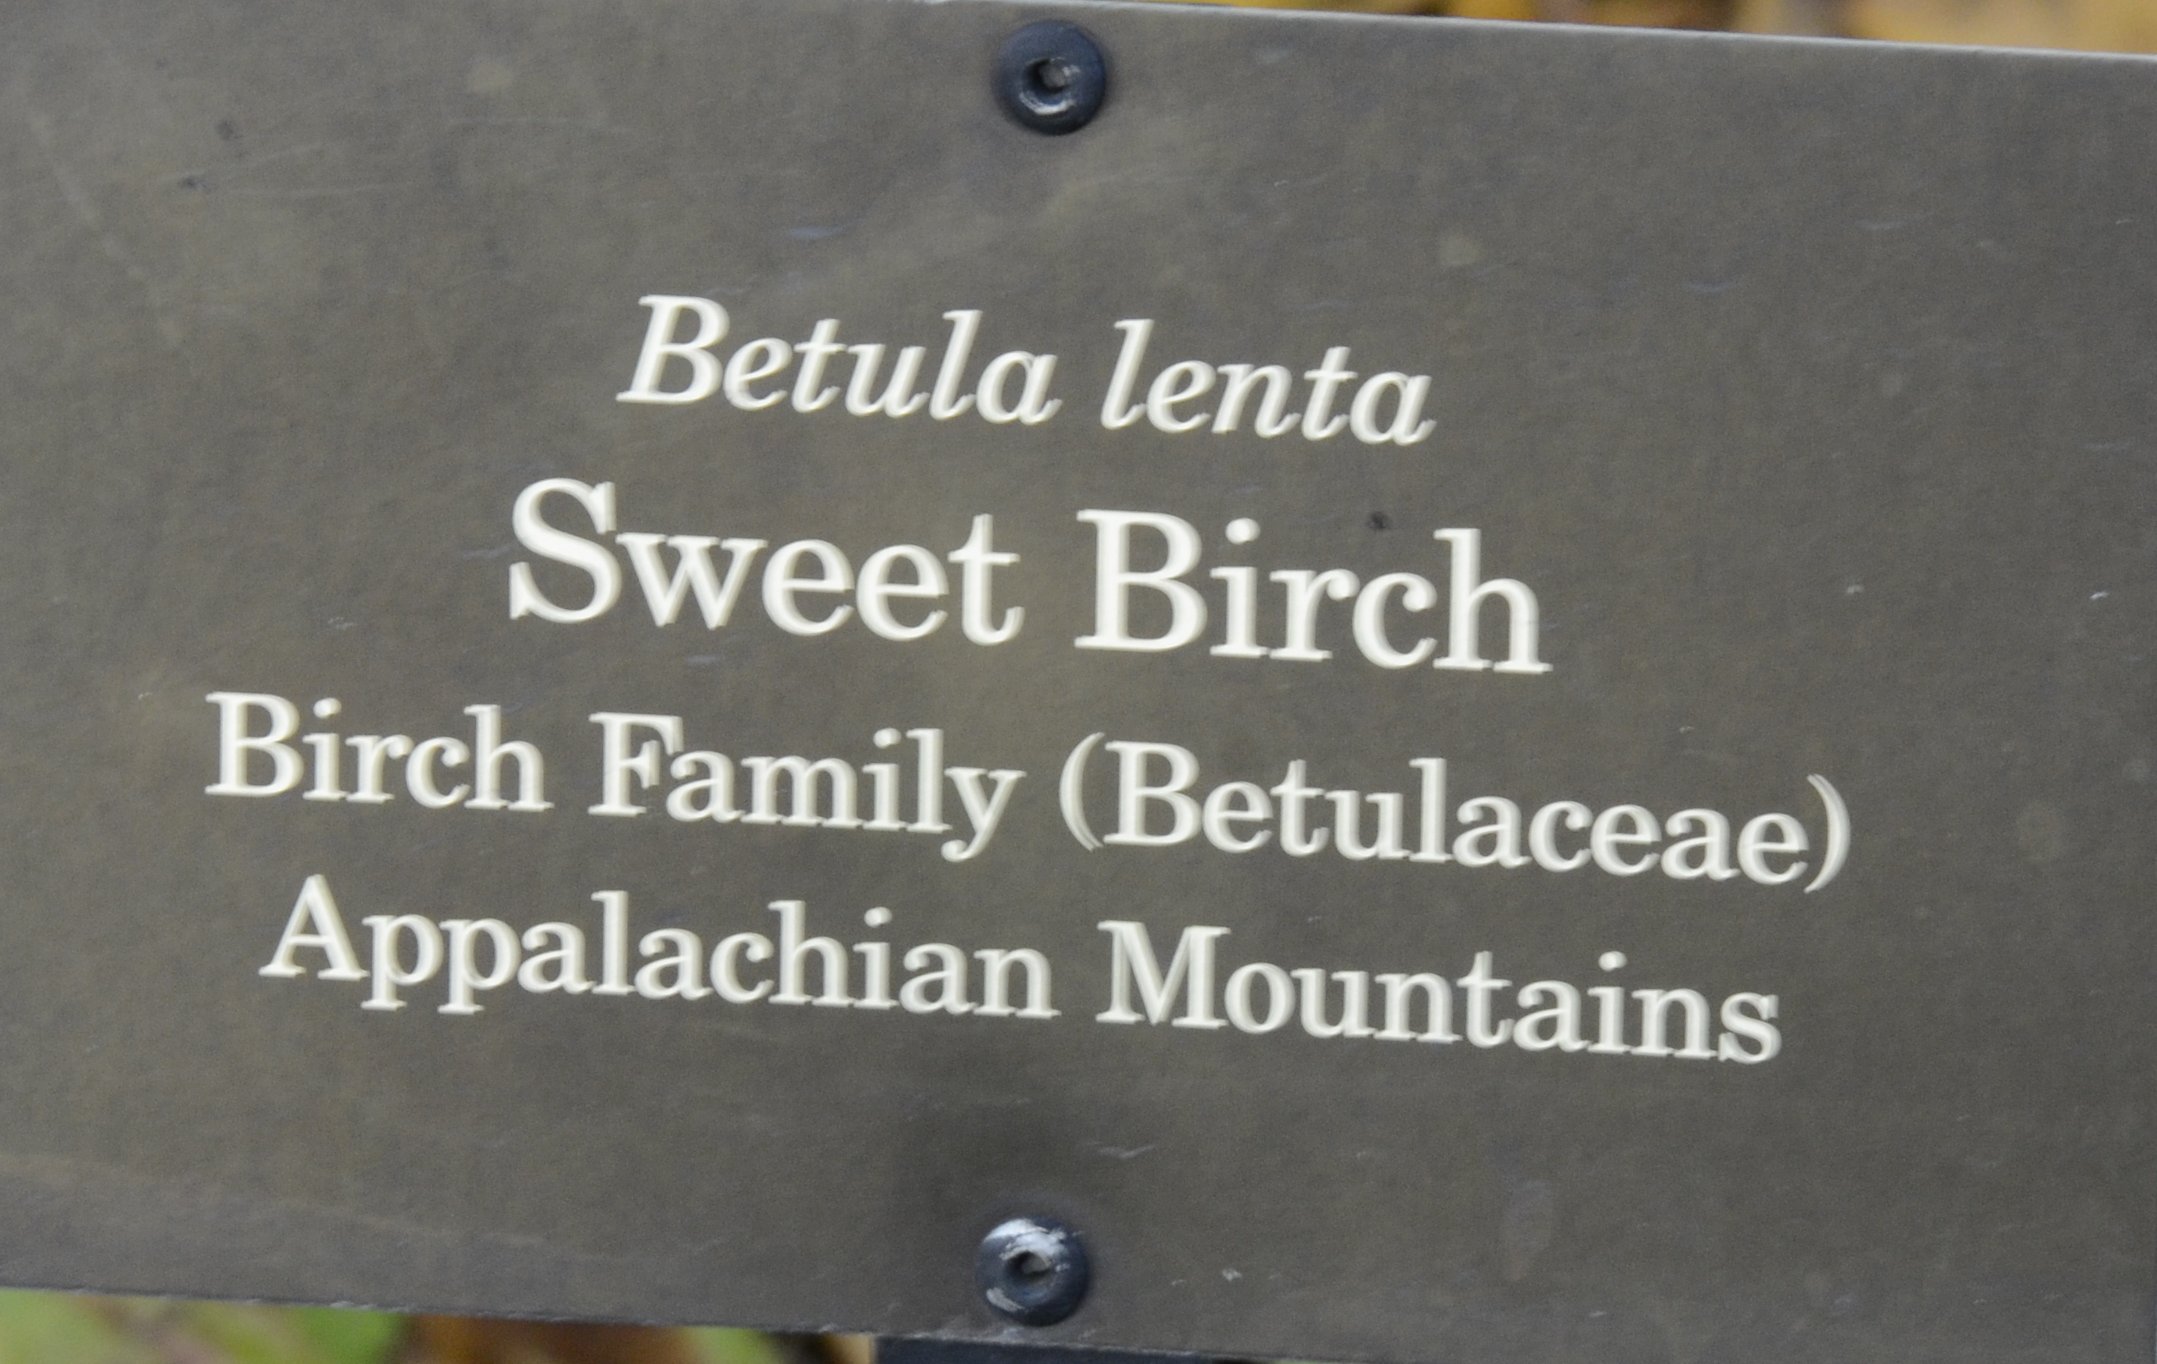 Betula lenta
Sweet Birch
Birch Family (Betulaceae)
Appalachian Mountains